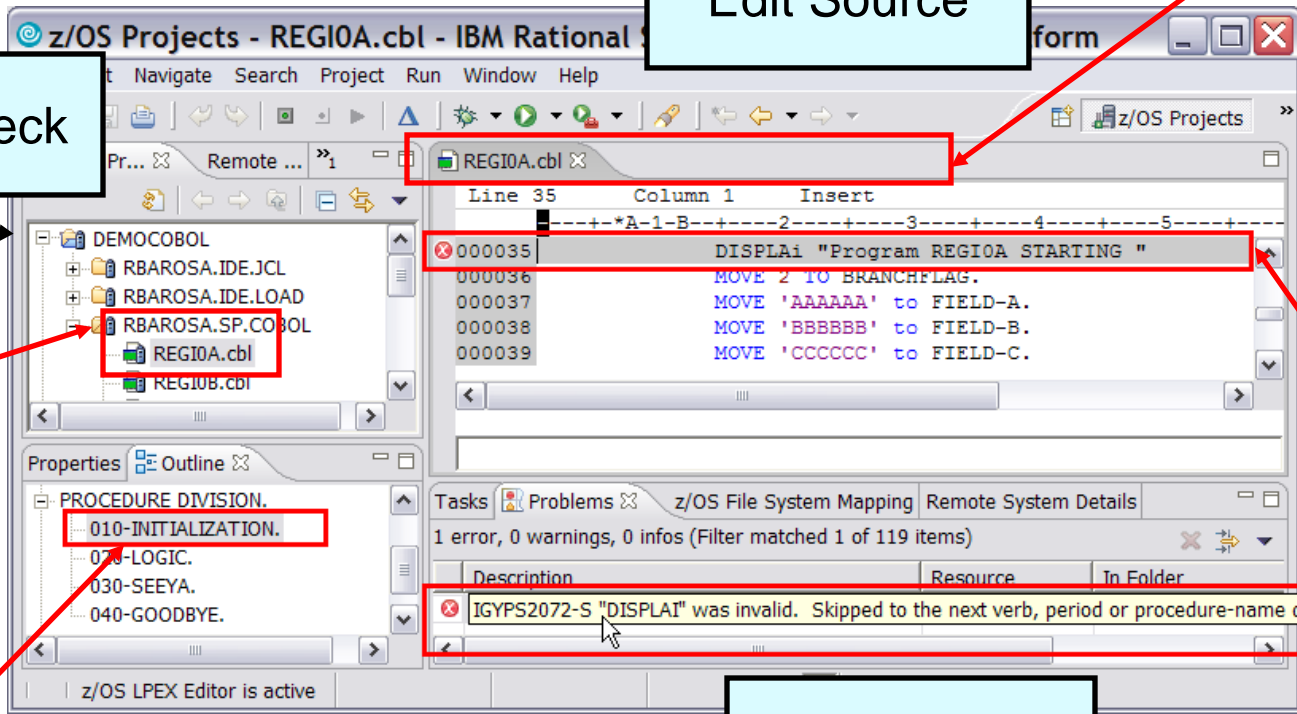 Edit Source
z/OS Projects - REGI0A.cbl - IBM Rational
form
Navigate Search Project Run Window Help
z/OS Projects »
Pr... Remote ... »1
REGI0A.cbl
Line 35 Column 1 Insert
----+-*A-1-B--+----2----+----3----+----4----+----5----+----
DEMOCOBOL
RBAROSA.IDE.JCL
RBAROSA.IDE.LOAD
RBAROSA.SP.COBOL
REGI0A.cbl
REGI0B.cbl
000035 DISPLAi "Program REGI0A STARTING "
000036 MOVE 2 TO BRANCHFLAG.
000037 MOVE 'AAAAAA' to FIELD-A.
000038 MOVE 'BBBBBB' to FIELD-B.
000039 MOVE 'CCCCCC' to FIELD-C.
Properties Outline
PROCEDURE DIVISION.
010-INITIALIZATION.
020-LOGIC.
030-SEEYA.
040-GOODBYE.
Tasks Problems z/OS File System Mapping Remote System Details
1 error, 0 warnings, 0 infos (Filter matched 1 of 119 items)
Description Resource In Folder
IGYPS2072-S "DISPLAI" was invalid. Skipped to the next verb, period or procedure-name
z/OS LPEX Editor is active